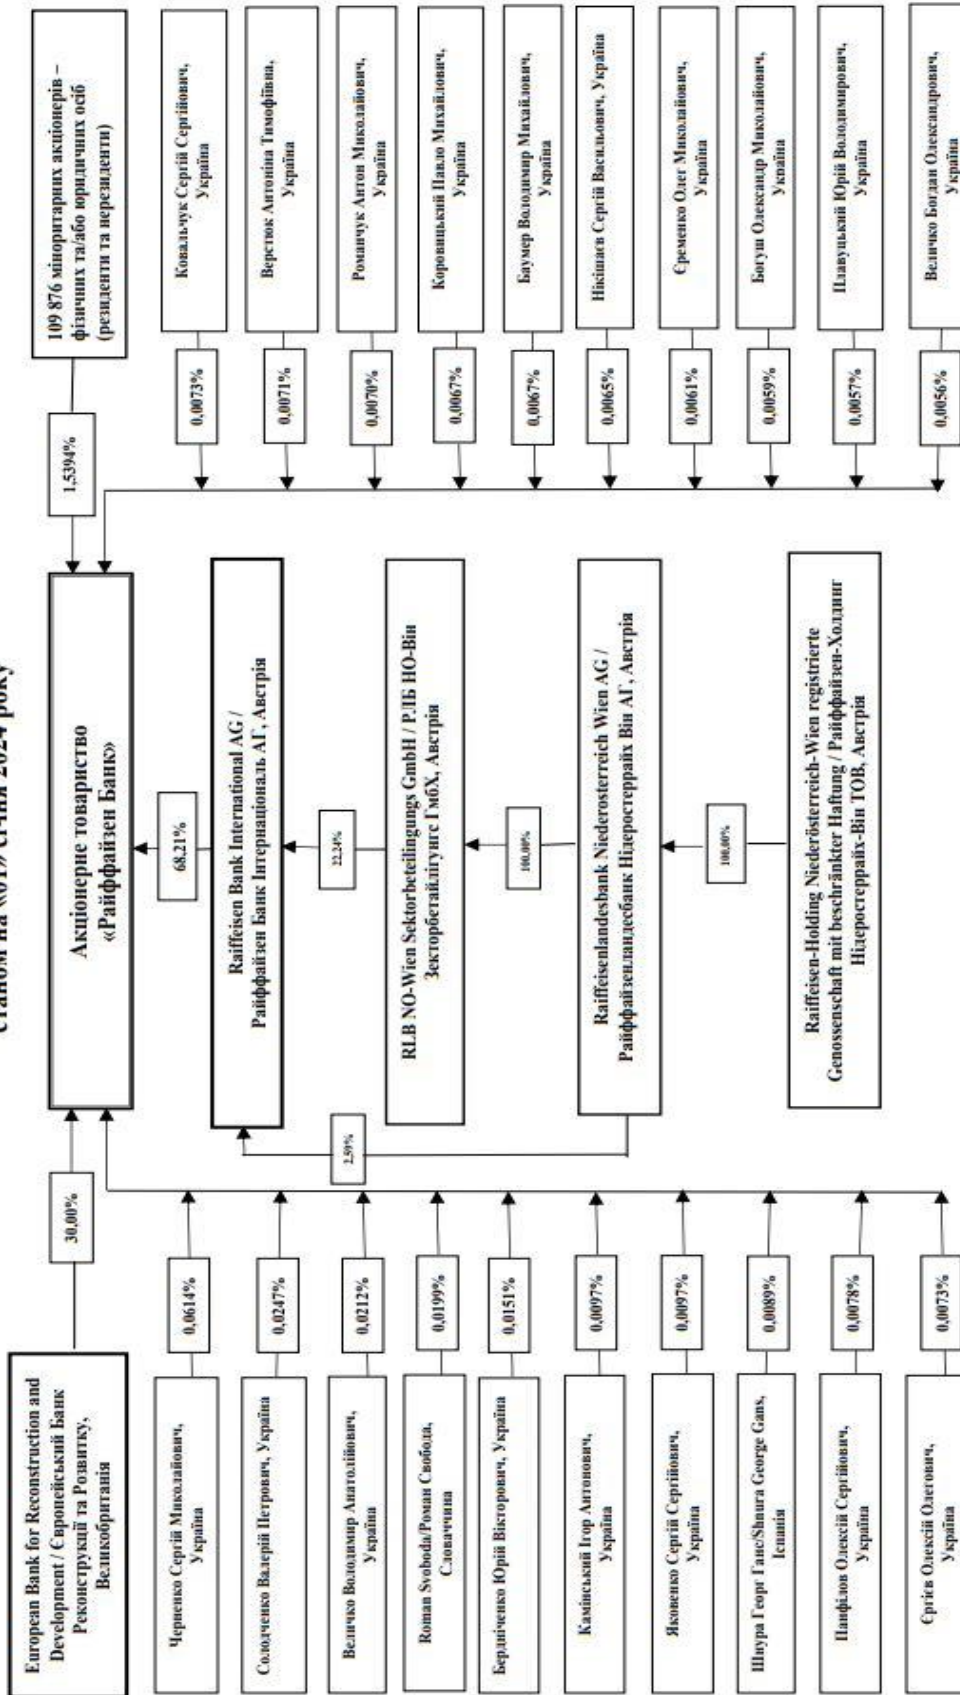 станом на «01» січня 2024 року
European Bank for Reconstruction and
Development / Європейський Банк
Реконструкції та Розвитку,
Великобританія
30,00%
Акціонерне товариство
«Райффайзен Банк»
1,5394%
109 876 міноритарних акціонерів –
фізичних та/або юридичних осіб
(резиденти та нерезиденти)
Черненко Сергій Миколайович,
Україна
0,0614%
Солодченко Валерій Петрович, Україна
0,0247%
Величко Володимир Анатолійович,
Україна
0,0212%
Roman Svoboda/Роман Свобода,
Словаччина
0,0199%
Бердніченко Юрій Вікторович, Україна
0,0151%
Камінський Ігор Антонович,
Україна
0,0097%
Яковенко Сергій Сергійович,
Україна
0,0097%
Шнура Георг Ганс/Shnura George Gans,
Іспанія
0,0089%
Панфілов Олексій Сергійович,
Україна
0,0078%
Єргієв Олексій Олегович,
Україна
0,0073%
68,21%
Raiffeisen Bank International AG /
Райффайзен Банк Інтернаціональ АГ, Австрія
2,59%
22,24%
RLB NO-Wien Sektorbeteiligungs GmbH / РЛБ НО-Він
Зекторбетайлігунгс ГмбХ, Австрія
100,00%
Raiffeisenlandesbank Niederosterreich Wien AG /
Райффайзенландесбанк Нідеростеррайх Він АГ, Австрія
100,00%
Raiffeisen-Holding Niederösterreich-Wien registrierte
Genossenschaft mit beschränkter Haftung / Райффайзен-Холдинг
Нідеростеррайх-Він ТОВ, Австрія
0,0073%
Ковальчук Сергій Сергійович,
Україна
0,0071%
Верстюк Антоніна Тимофіївна,
Україна
0,0070%
Романчук Антон Миколайович,
Україна
0,0067%
Коровицький Павло Михайлович,
Україна
0,0067%
Баумер Володимир Михайлович,
Україна
0,0065%
Нікішаєв Сергій Васильович, Україна
0,0061%
Єременко Олег Миколайович,
Україна
0,0059%
Богуш Олександр Миколайович,
Україна
0,0057%
Плавуцький Юрій Володимирович,
Україна
0,0056%
Величко Богдан Олександрович,
Україна